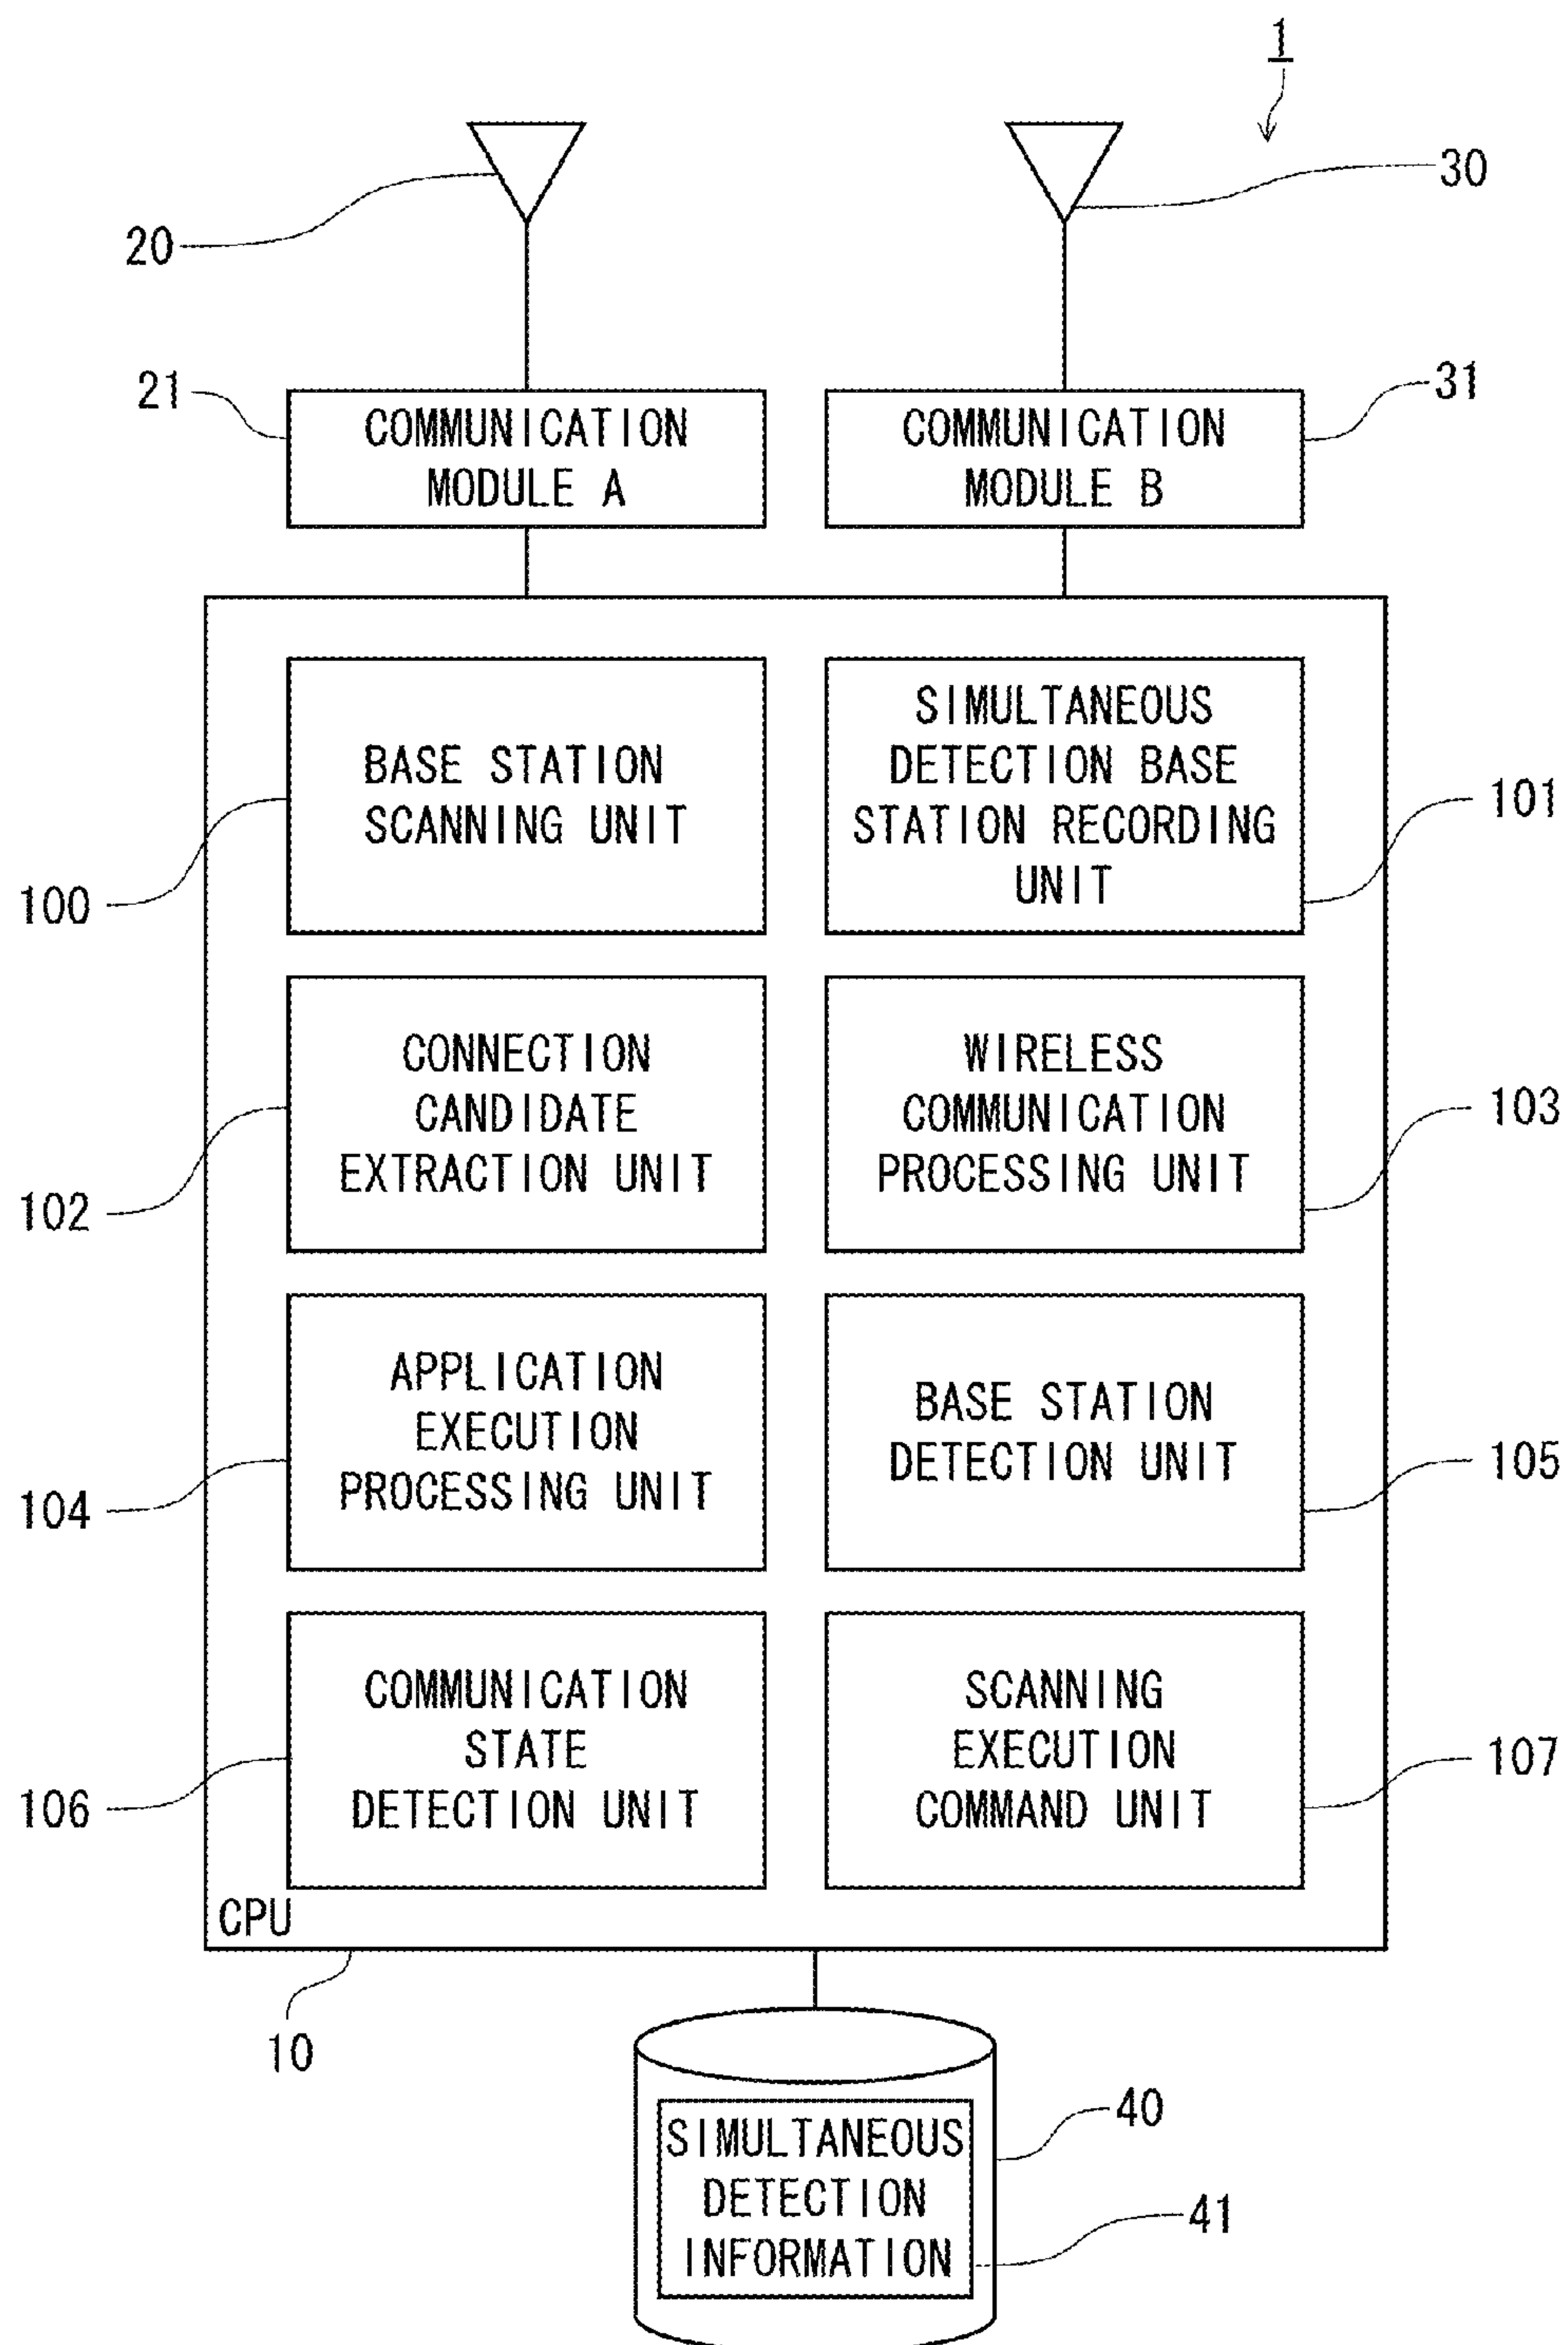 1
20
30
21
COMMUNICATION
MODULE A
COMMUNICATION
MODULE B
31
BASE STATION
SCANNING UNIT
100
SIMULTANEOUS
DETECTION BASE
STATION RECORDING
UNIT
101
CONNECTION
CANDIDATE
EXTRACTION UNIT
102
WIRELESS
COMMUNICATION
PROCESSING UNIT
103
APPLICATION
EXECUTION
PROCESSING UNIT
104
BASE STATION
DETECTION UNIT
105
COMMUNICATION
STATE
DETECTION UNIT
106
SCANNING
EXECUTION
COMMAND UNIT
107
CPU
10
SIMULTANEOUS
DETECTION
INFORMATION
40
41